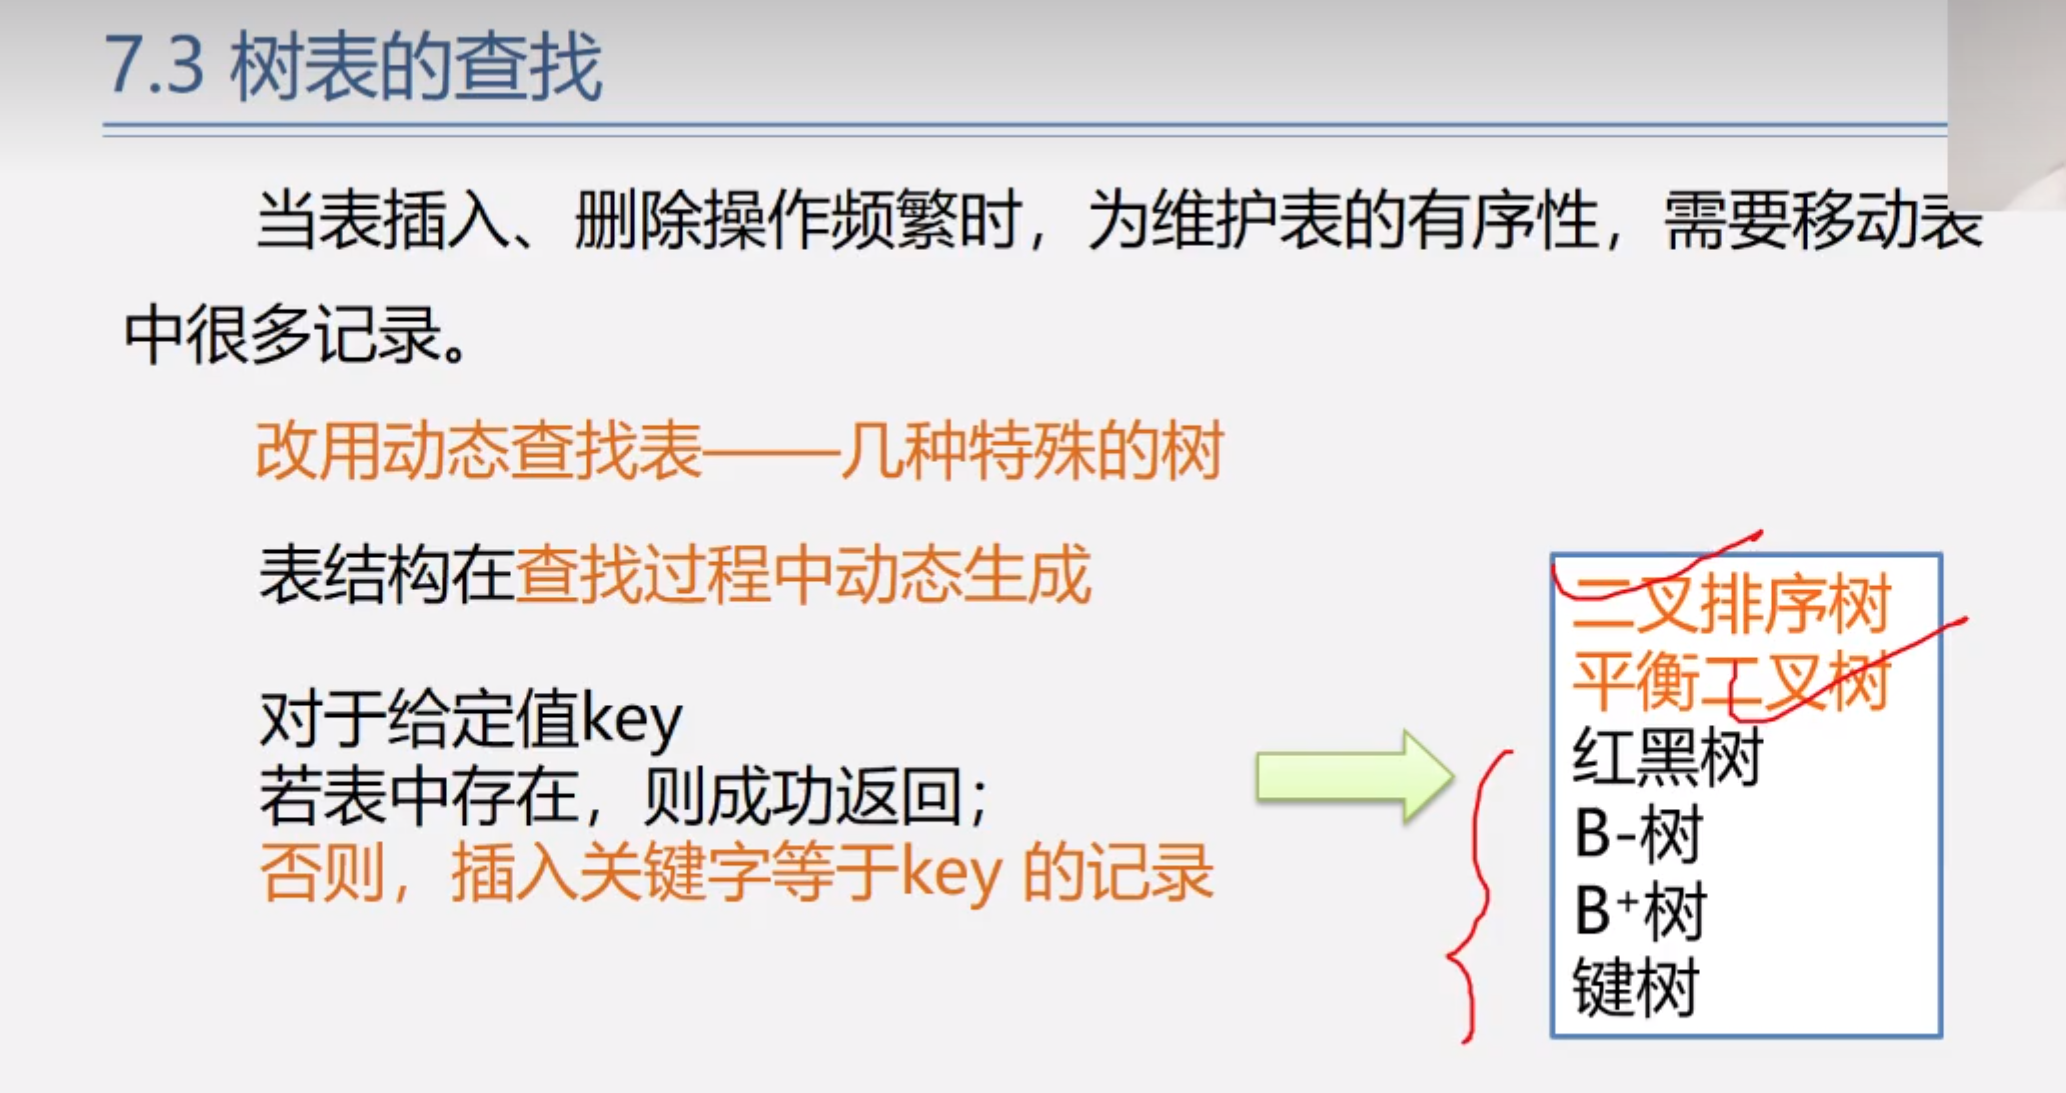 7.3 树表的查找
当表插入、删除操作频繁时，为维护表的有序性，需要移动表
中很多记录。
改用动态查找表——几种特殊的树
表结构在查找过程中动态生成
对于给定值key
若表中存在，则成功返回；
否则，插入关键字等于key 的记录
二叉排序树
平衡二叉树
红黑树
B-树
B⁺树
键树